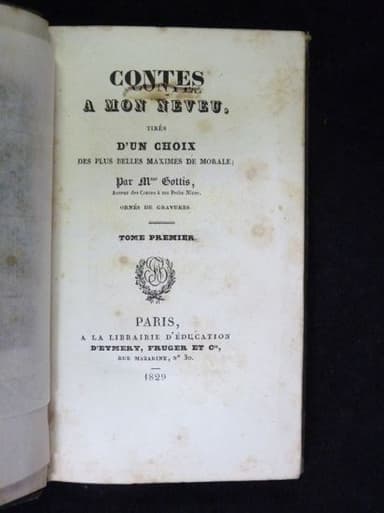 CONTES
A MON NEVEU,
TIRÉS
D'UN CHOIX
DES PLUS BELLES MAXIMES DE MORALE;
Par Mme Gottis,
Auteur des Contes à ma Petite Nièce.
ORNÉS DE GRAVURES
TOME PREMIER
PARIS,
A LA LIBRAIRIE D'ÉDUCATION
D'EYMERY, FRUGER ET Cie,
RUE MAZARINE, N° 30.
1829